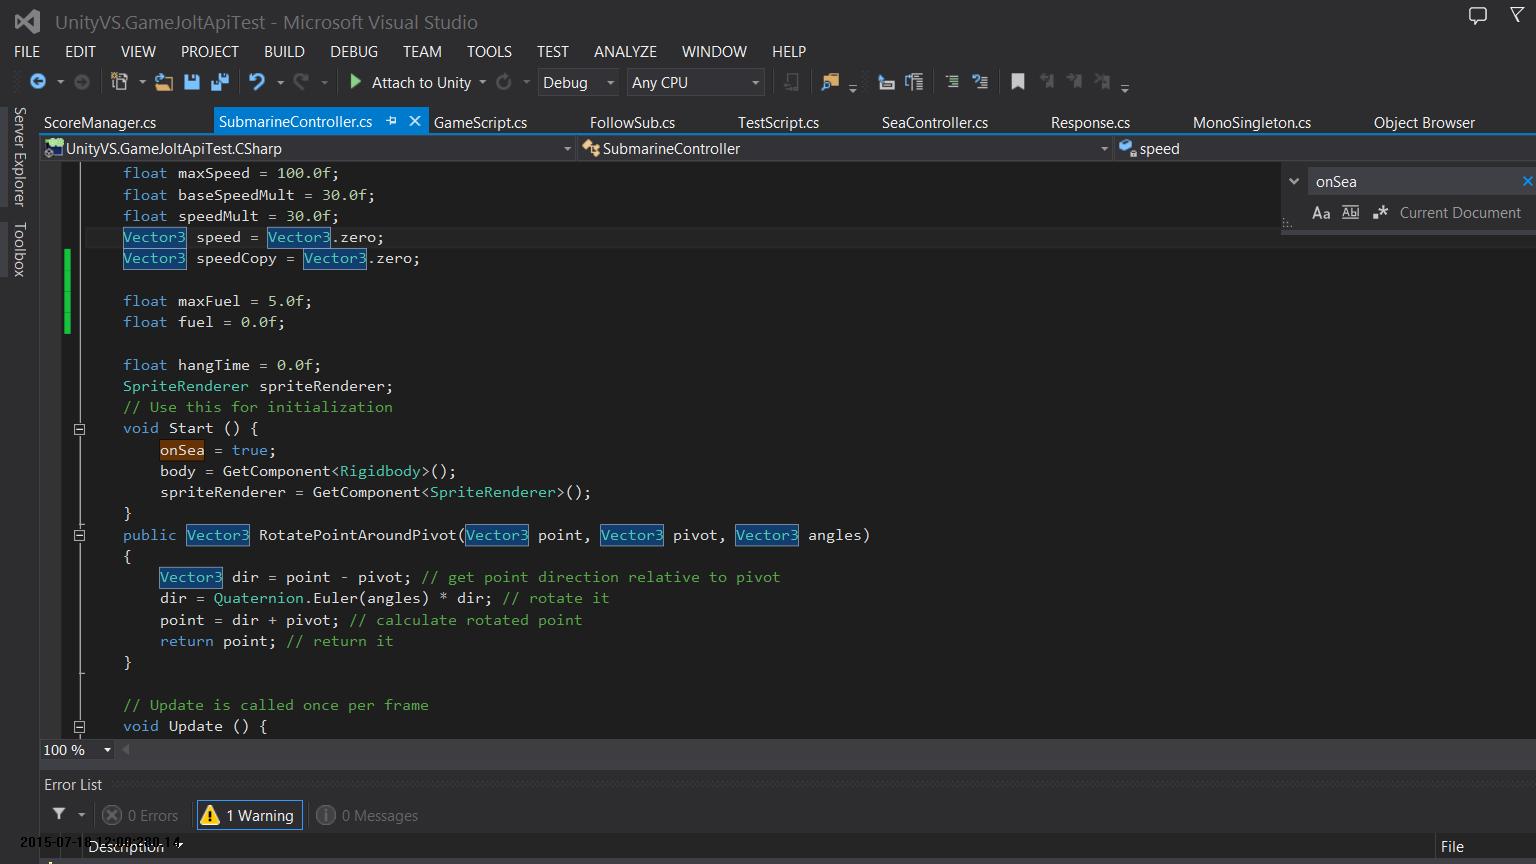 UnityVS.GameJoltApiTest - Microsoft Visual Studio
FILE EDIT VIEW PROJECT BUILD DEBUG TEAM TOOLS TEST ANALYZE WINDOW HELP
Attach to Unity Debug Any CPU
Server Explorer
Toolbox
ScoreManager.cs SubmarineController.cs GameScript.cs FollowSub.cs TestScript.cs SeaController.cs Response.cs MonoSingleton.cs Object Browser
UnityVS.GameJoltApiTest.CSharp SubmarineController speed
onSea
Aa Abl .* Current Document
float maxSpeed = 100.0f;
float baseSpeedMult = 30.0f;
float speedMult = 30.0f;
Vector3 speed = Vector3.zero;
Vector3 speedCopy = Vector3.zero;
float maxFuel = 5.0f;
float fuel = 0.0f;
float hangTime = 0.0f;
SpriteRenderer spriteRenderer;
// Use this for initialization
void Start () {
onSea = true;
body = GetComponent<Rigidbody>();
spriteRenderer = GetComponent<SpriteRenderer>();
}
public Vector3 RotatePointAroundPivot(Vector3 point, Vector3 pivot, Vector3 angles)
{
Vector3 dir = point - pivot; // get point direction relative to pivot
dir = Quaternion.Euler(angles) * dir; // rotate it
point = dir + pivot; // calculate rotated point
return point; // return it
}
// Update is called once per frame
void Update () {
100 %
Error List
0 Errors 1 Warning 0 Messages
Description File